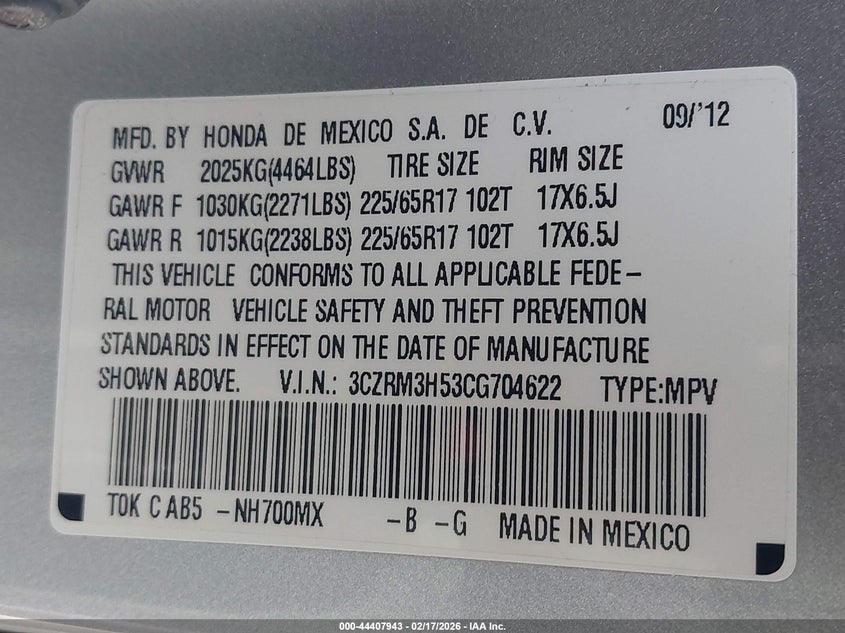 MFD. BY HONDA DE MEXICO S.A. DE C.V. 09/'12
GVWR 2025KG(4464LBS) TIRE SIZE RIM SIZE
GAWR F 1030KG(2271LBS) 225/65R17 102T 17X6.5J
GAWR R 1015KG(2238LBS) 225/65R17 102T 17X6.5J
THIS VEHICLE CONFORMS TO ALL APPLICABLE FEDE-
RAL MOTOR VEHICLE SAFETY AND THEFT PREVENTION
STANDARDS IN EFFECT ON THE DATE OF MANUFACTURE
SHOWN ABOVE. V.I.N.: 3CZRM3H53CG704622 TYPE:MPV
T0K C AB5 -NH700MX -B -G MADE IN MEXICO
000-44407943 - 02/17/2026 - IAA Inc.